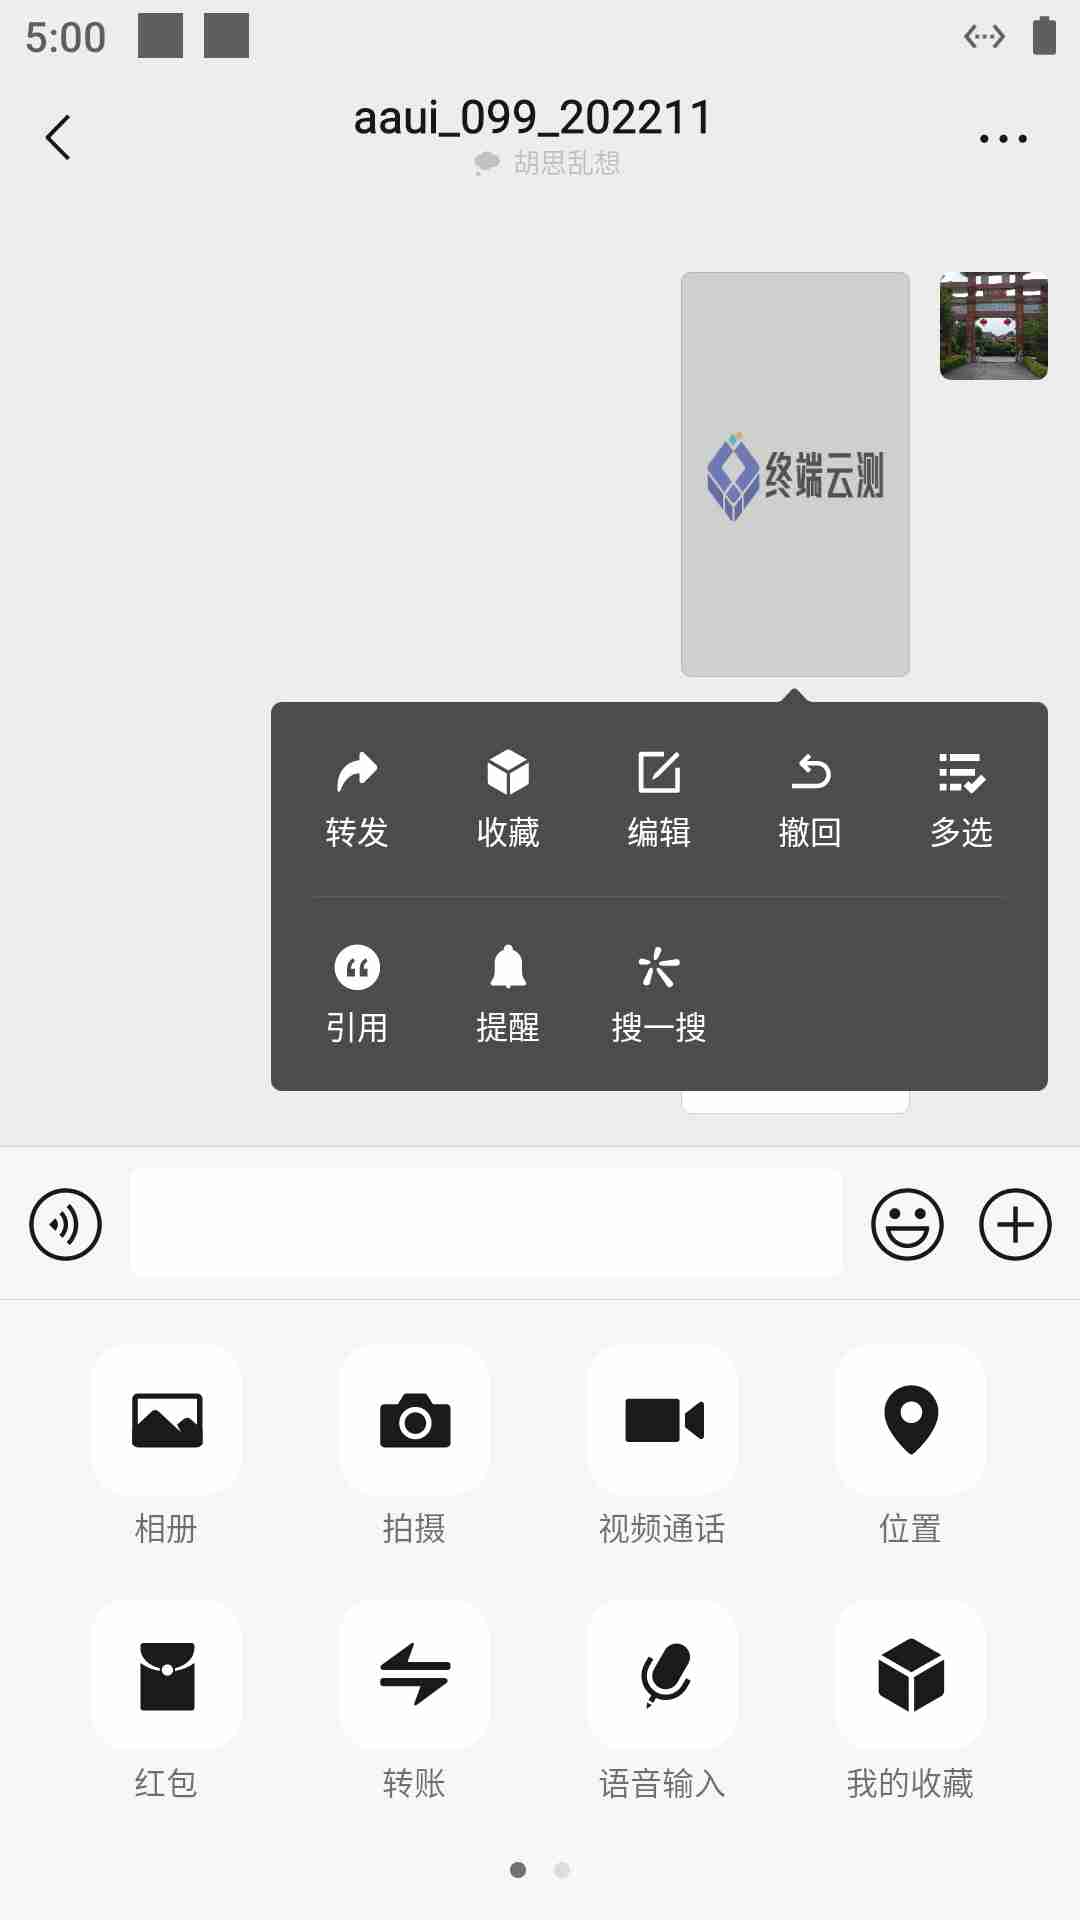 5:00
aaui_099_202211
胡思乱想
终端云测
转发 收藏 编辑 撤回 多选
引用 提醒 搜一搜
相册 拍摄 视频通话 位置
红包 转账 语音输入 我的收藏